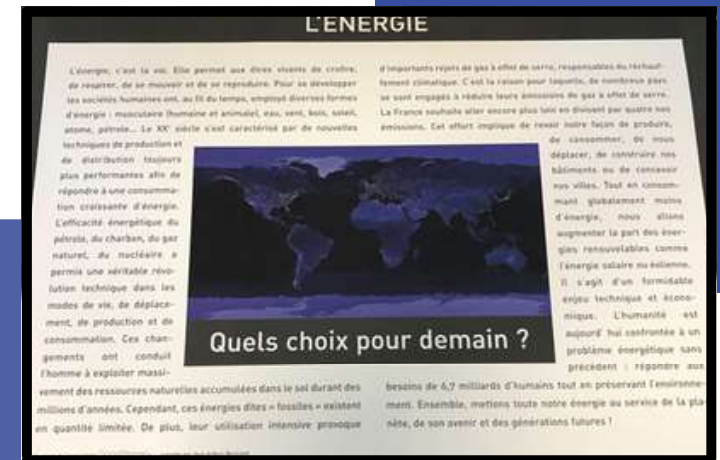 L'ÉNERGIE
L'énergie, c'est la vie. Elle permet aux êtres vivants de croître,
de respirer, de se mouvoir et de se reproduire. Pour se développer
les sociétés humaines ont, au fil du temps, employé diverses formes
d'énergie : musculaire (humaine et animale), eau, vent, bois, soleil,
atome, pétrole... Le XXe siècle s'est caractérisé par de nouvelles
techniques de production et
de distribution toujours
plus performantes afin de
répondre à une consomma-
tion croissante d'énergie.
L'efficacité énergétique du
pétrole, du charbon, du gaz
naturel, du nucléaire a
permis une véritable révo-
lution technique dans les
modes de vie, de déplace-
ment, de production et de
consommation. Ces chan-
gements ont conduit
l'homme à exploiter massi-
vement des ressources naturelles accumulées dans le sol durant des
millions d'années. Cependant, ces énergies dites « fossiles » existent
en quantité limitée. De plus, leur utilisation intensive provoque
d'importants rejets de gaz à effet de serre, responsables du réchauf-
fement climatique. C'est la raison pour laquelle, de nombreux pays
se sont engagés à réduire leurs émissions de gaz à effet de serre.
La France souhaite aller encore plus loin en divisant par quatre nos
émissions. Cet effort implique de revoir notre façon de produire,
de consommer, de nous
déplacer, de construire nos
bâtiments ou de concevoir
nos villes. Tout en consom-
mant globalement moins
d'énergie, nous allons
augmenter la part des éner-
gies renouvelables comme
l'énergie solaire ou éolienne.
Il s'agit d'un formidable
enjeu technique et écono-
mique. L'humanité est
aujourd'hui confrontée à un
problème énergétique sans
précédent : répondre aux
besoins de 6,7 milliards d'humains tout en préservant l'environne-
ment. Ensemble, mettons toute notre énergie au service de la pla-
nète, de son avenir et des générations futures !
Quels choix pour demain ?